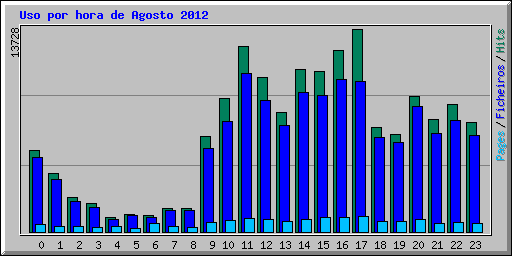 Uso por hora de Agosto 2012
13728
Pages / Ficheiros / Hits
0 1 2 3 4 5 6 7 8 9 10 11 12 13 14 15 16 17 18 19 20 21 22 23